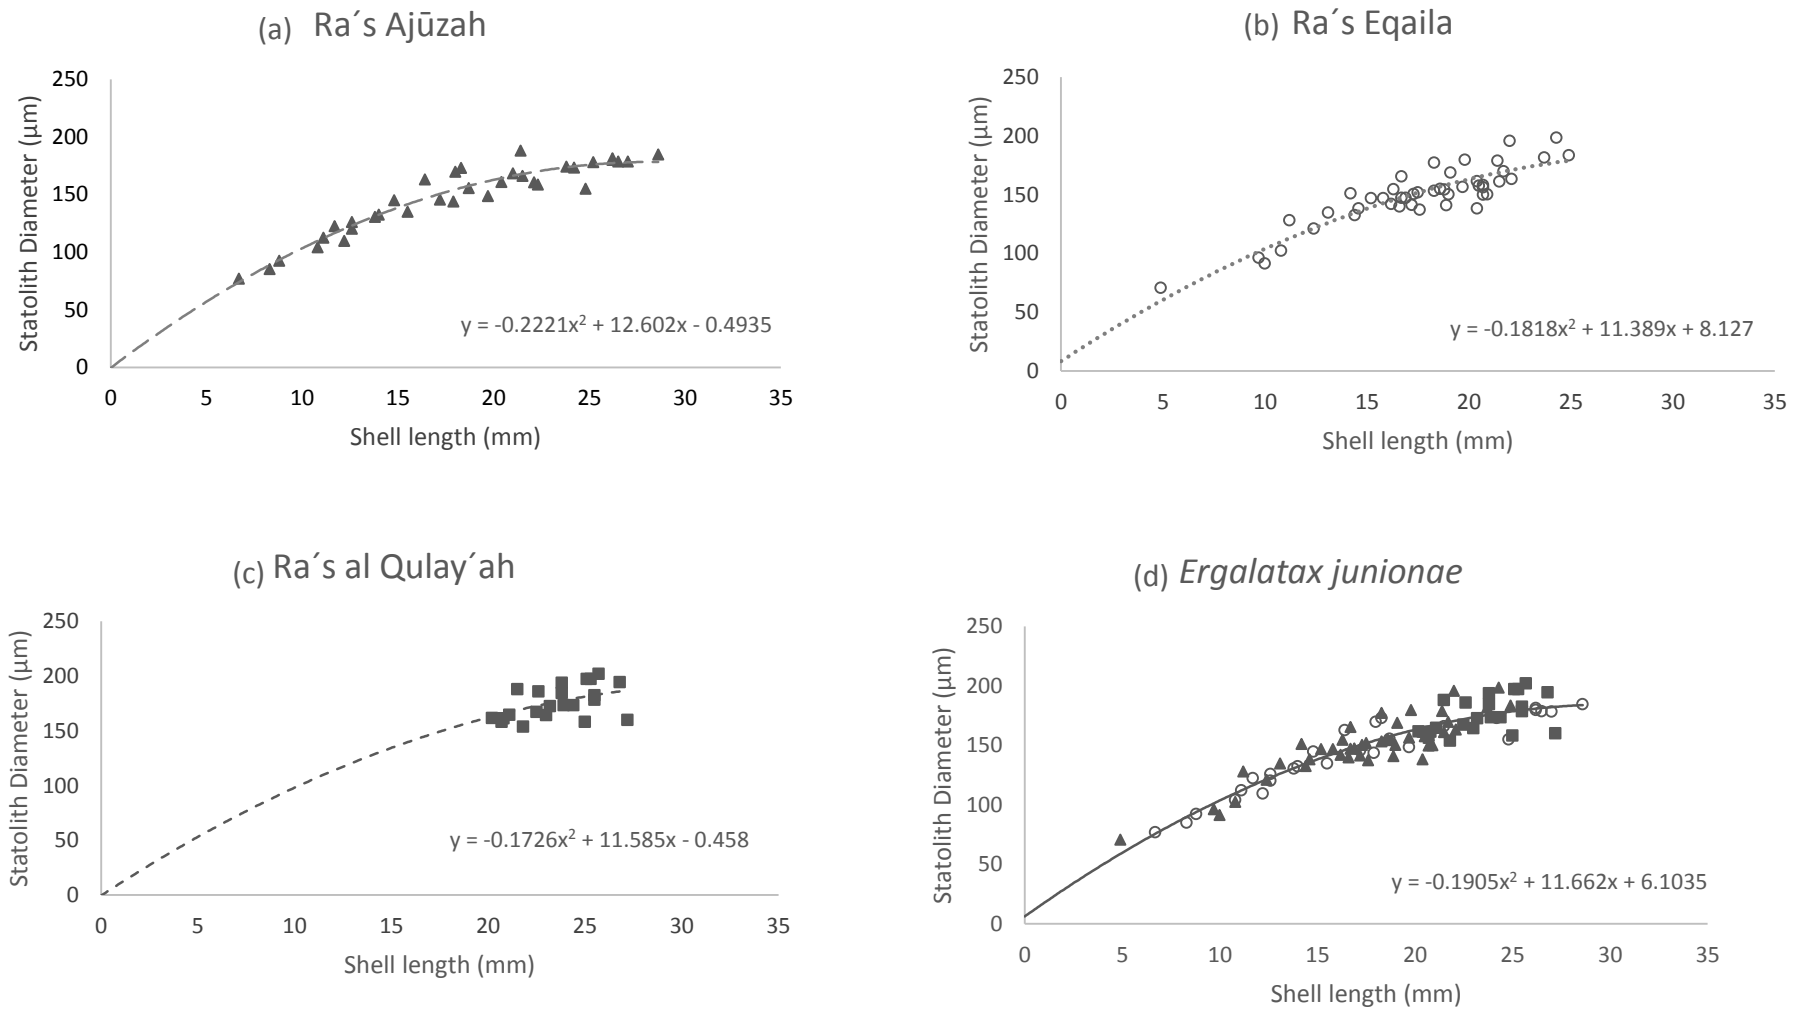 (a) Ra´s Ajūzah
250
200
150
100
50
0
0 5 10 15 20 25 30 35
Statolith Diameter (µm)
Shell length (mm)
y = -0.2221x² + 12.602x - 0.4935
(b) Ra´s Eqaila
250
200
150
100
50
0
0 5 10 15 20 25 30 35
Statolith Diameter (µm)
Shell length (mm)
y = -0.1818x² + 11.389x + 8.127
(c) Ra´s al Qulay´ah
250
200
150
100
50
0
0 5 10 15 20 25 30 35
Statolith Diameter (µm)
Shell length (mm)
y = -0.1726x² + 11.585x - 0.458
(d) Ergalatax junionae
250
200
150
100
50
0
0 5 10 15 20 25 30 35
Statolith Diameter (µm)
Shell length (mm)
y = -0.1905x² + 11.662x + 6.1035